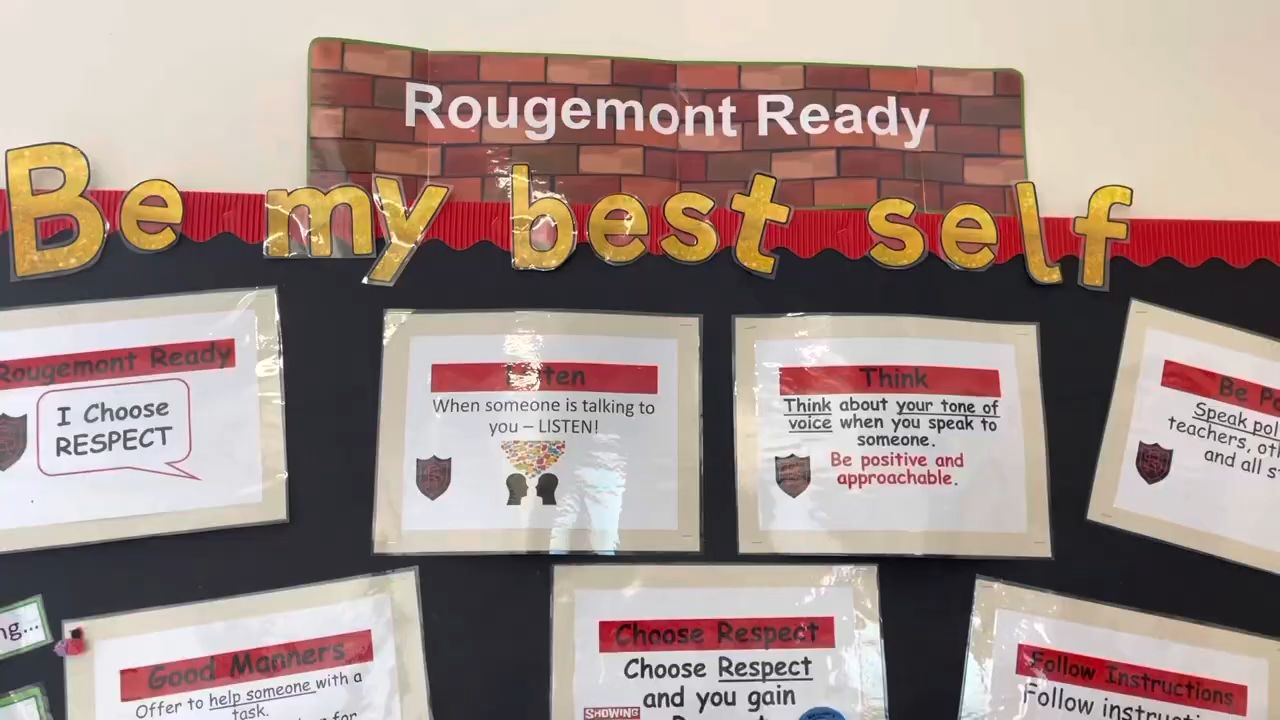 Rougemont Ready
Be my best self
Rougemont Ready
I Choose
RESPECT
Listen
When someone is talking to
you – LISTEN!
Think
Think about your tone of
voice when you speak to
someone.
Be positive and
approachable.
Be Po
Speak pol
teachers, oth
and all s
ng...
Good Manners
Offer to help someone with a
task.
Choose Respect
Choose Respect
and you gain
SHOWING
Follow Instructions
Follow instruct